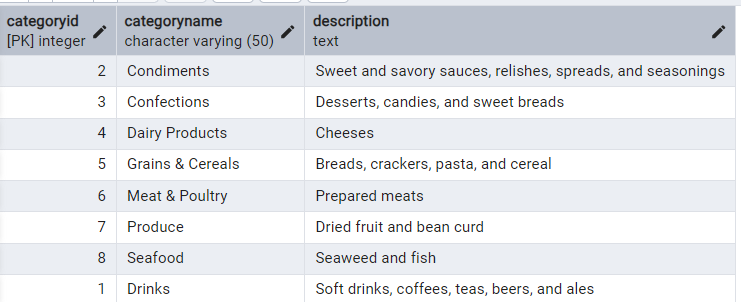 categoryid categoryname description
[PK] integer character varying (50) text
2 Condiments Sweet and savory sauces, relishes, spreads, and seasonings
3 Confections Desserts, candies, and sweet breads
4 Dairy Products Cheeses
5 Grains & Cereals Breads, crackers, pasta, and cereal
6 Meat & Poultry Prepared meats
7 Produce Dried fruit and bean curd
8 Seafood Seaweed and fish
1 Drinks Soft drinks, coffees, teas, beers, and ales